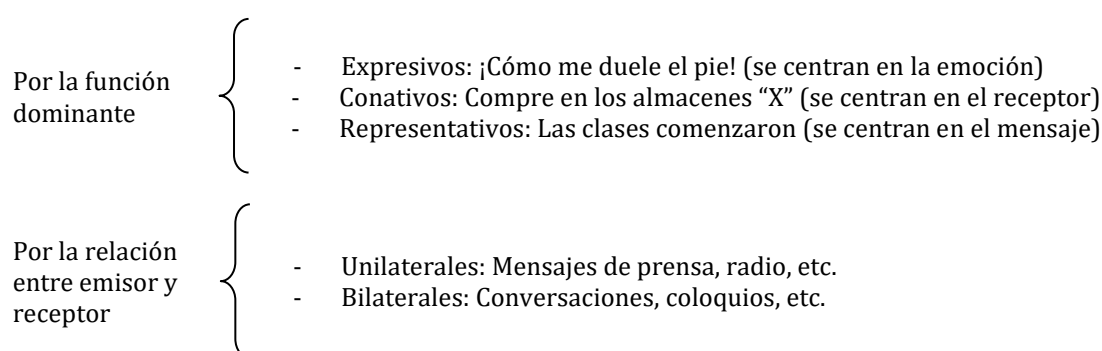 Por la función
dominante
- Expresivos: ¡Cómo me duele el pie! (se centran en la emoción)
- Conativos: Compre en los almacenes “X” (se centran en el receptor)
- Representativos: Las clases comenzaron (se centran en el mensaje)
Por la relación
entre emisor y
receptor
- Unilaterales: Mensajes de prensa, radio, etc.
- Bilaterales: Conversaciones, coloquios, etc.